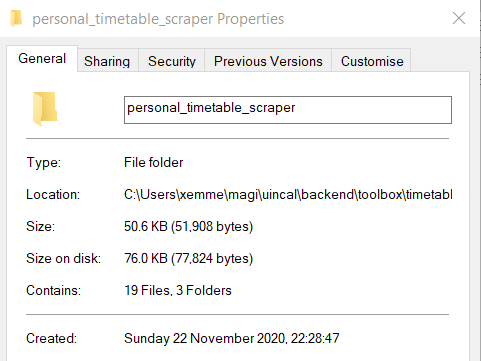 personal_timetable_scraper Properties
General Sharing Security Previous Versions Customise
personal_timetable_scraper
Type: File folder
Location: C:\Users\xemme\magi\uincal\backend\toolbox\timetabl
Size: 50.6 KB (51,908 bytes)
Size on disk: 76.0 KB (77,824 bytes)
Contains: 19 Files, 3 Folders
Created: Sunday 22 November 2020, 22:28:47